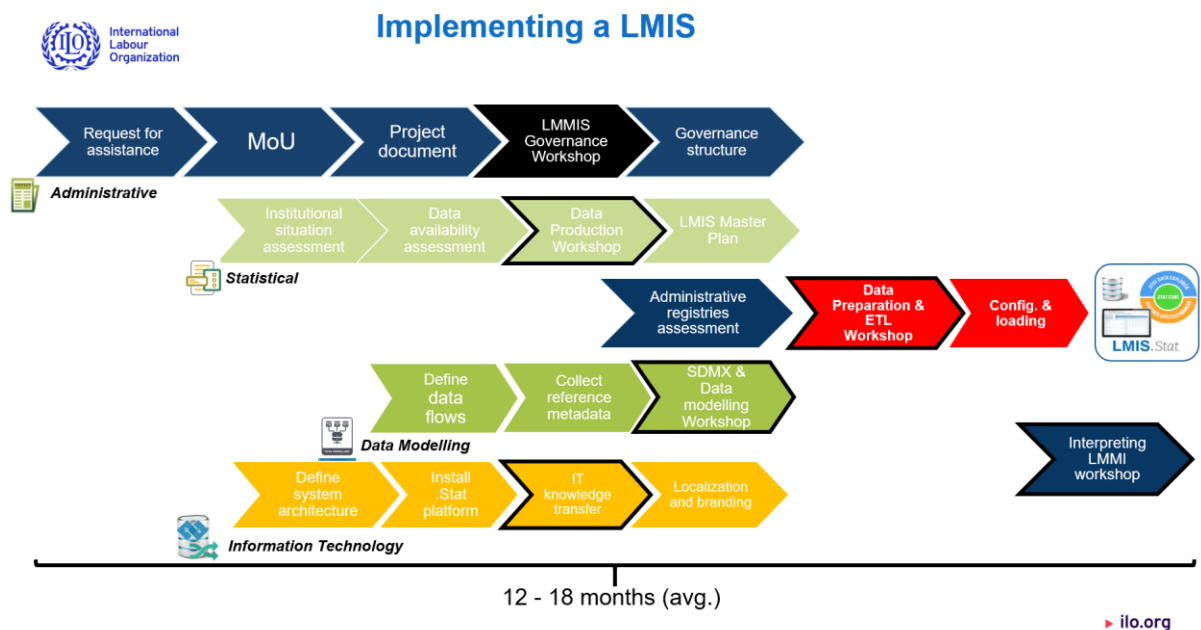 Implementing a LMIS
International
Labour
Organization
Request for
assistance
MoU
Project
document
LMMIS
Governance
Workshop
Governance
structure
Administrative
Institutional
situation
assessment
Data
availability
assessment
Data
Production
Workshop
LMIS Master
Plan
Statistical
Administrative
registries
assessment
Data
Preparation &
ETL
Workshop
Config. &
loading
LMIS.Stat
Define
data
flows
Collect
reference
metadata
SDMX &
Data
modelling
Workshop
Data Modelling
Interpreting
LMMI
workshop
Define
system
architecture
Install
.Stat
platform
IT
knowledge
transfer
Localization
and branding
Information Technology
12 - 18 months (avg.)
ilo.org